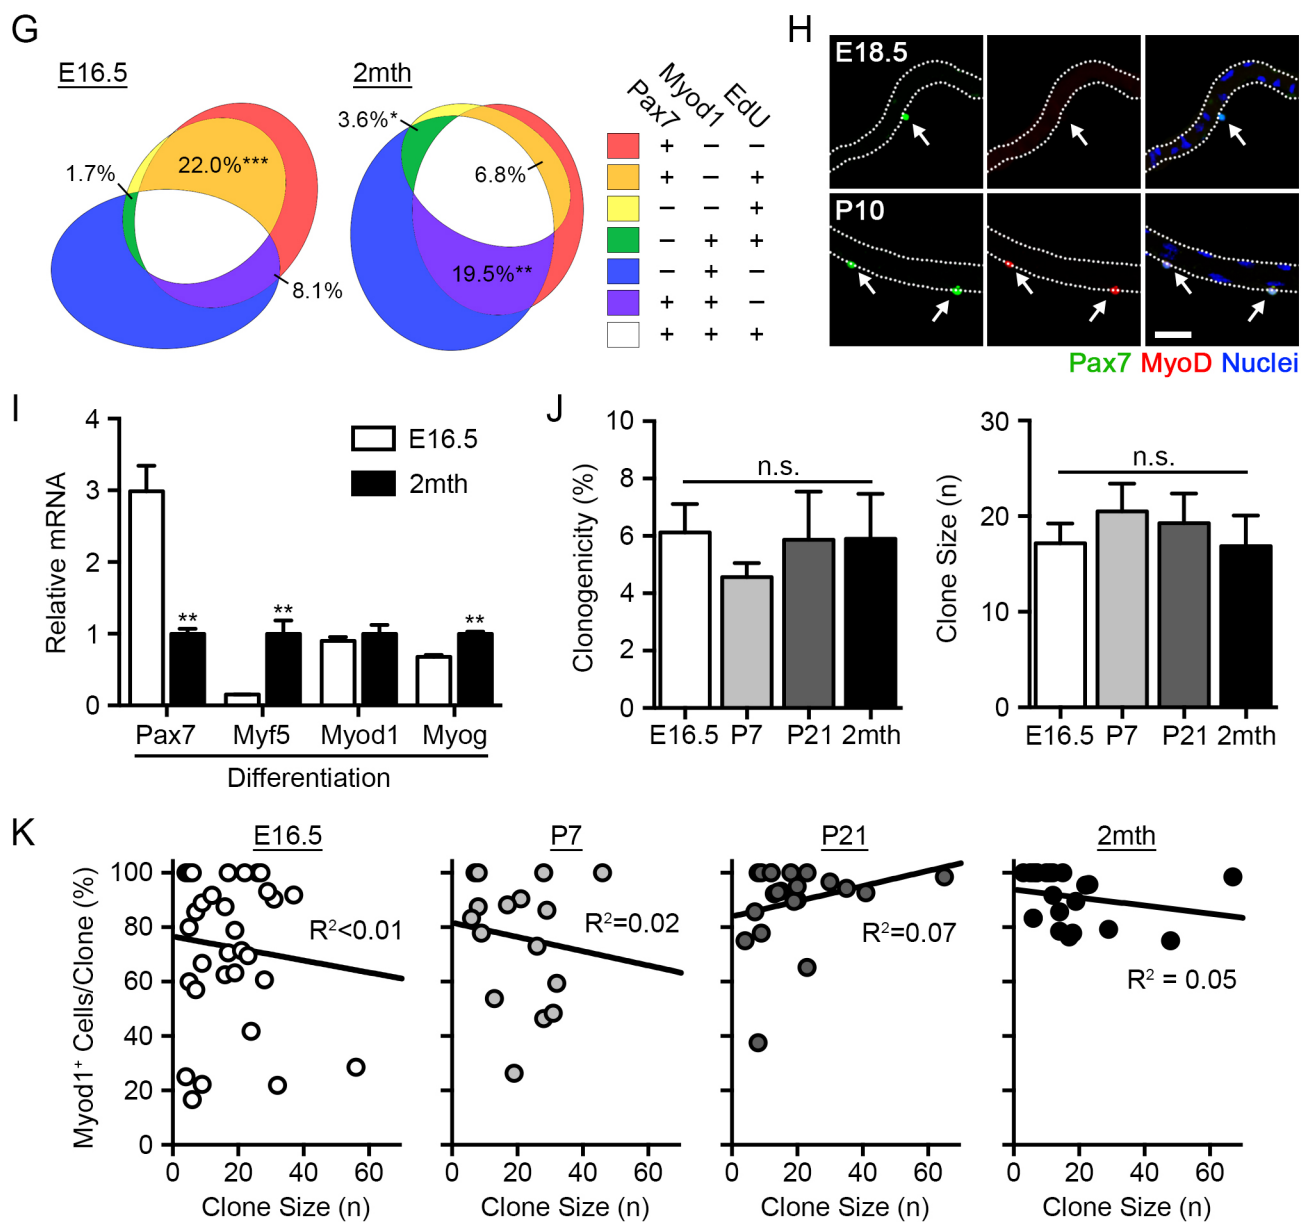 G
E16.5
2mth
Pax7
Myod1
EdU
1.7%
22.0%***
8.1%
3.6%*
6.8%
19.5%**
+ − −
+ − +
− − +
− + +
− + −
+ + −
+ + +
H
E18.5
P10
Pax7 MyoD Nuclei
I
Relative mRNA
4
3
2
1
0
E16.5
2mth
**
**
**
Pax7 Myf5 Myod1 Myog
Differentiation
J
Clonogenicity (%)
10
8
6
4
2
0
n.s.
E16.5 P7 P21 2mth
Clone Size (n)
30
20
10
0
n.s.
E16.5 P7 P21 2mth
K
Myod1⁺ Cells/Clone (%)
E16.5
100
80
60
40
20
0
R²<0.01
0 20 40 60
Clone Size (n)
P7
R²=0.02
0 20 40 60
Clone Size (n)
P21
R²=0.07
0 20 40 60
Clone Size (n)
2mth
R² = 0.05
0 20 40 60
Clone Size (n)